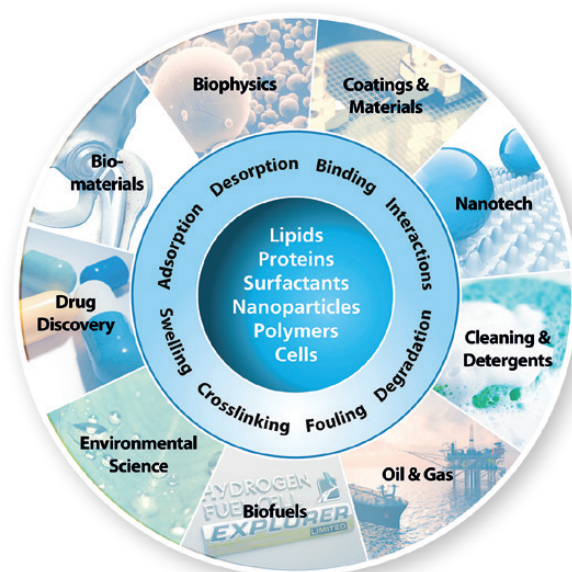 Biophysics
Coatings &
Materials
Bio-
materials
Nanotech
Desorption
Binding
Adsorption
Interactions
Lipids
Proteins
Surfactants
Nanoparticles
Polymers
Cells
Drug
Discovery
Cleaning &
Detergents
Swelling
Crosslinking
Fouling
Degradation
Environmental
Science
Oil & Gas
HYDROGEN
FUEL CELL
EXPLORER
LIMITED
Biofuels